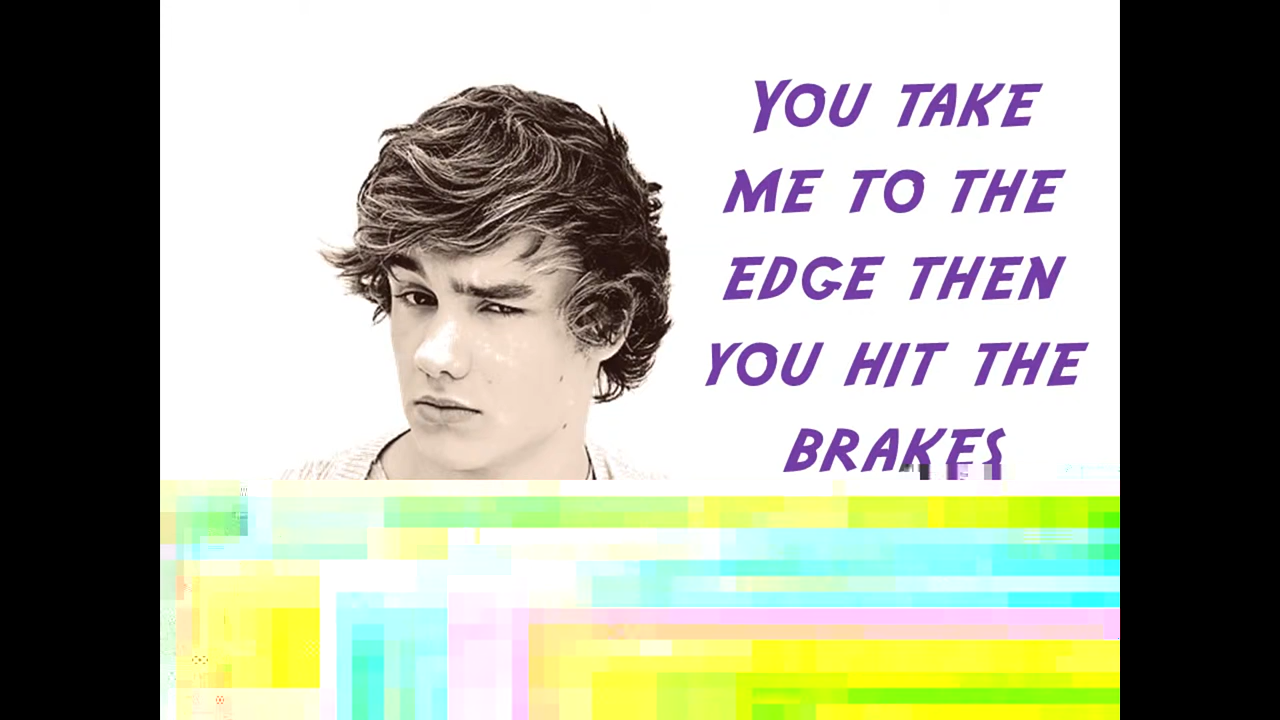 You take
me to the
edge then
you hit the
brakes